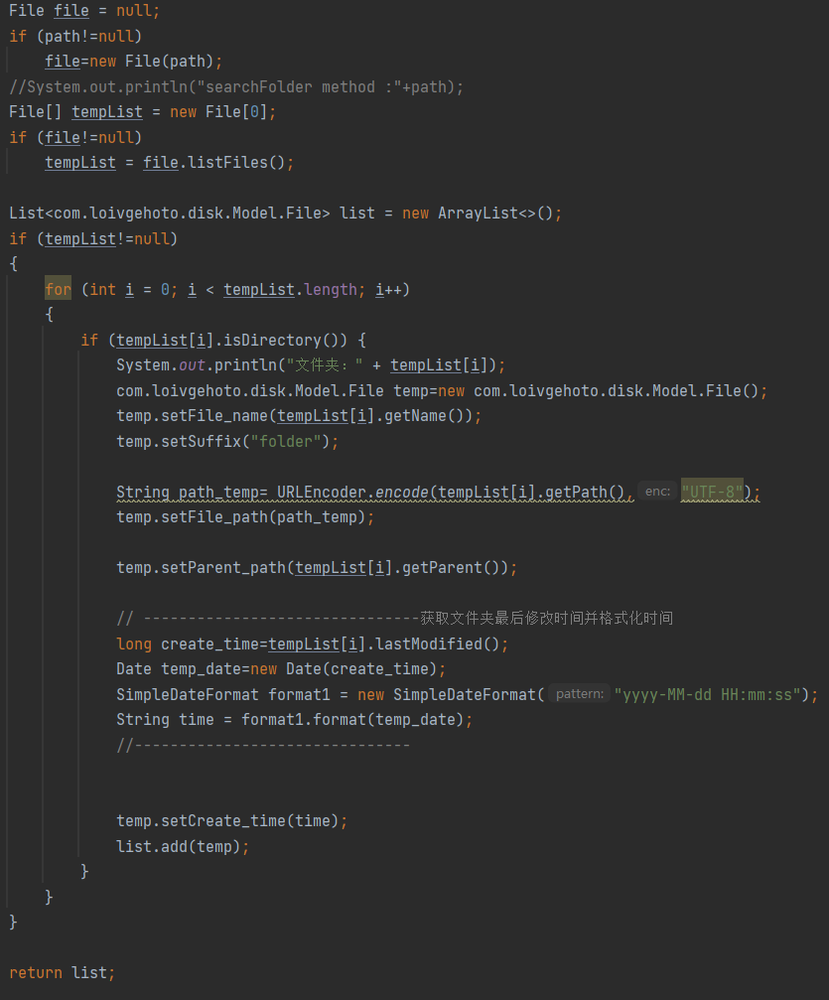 File file = null;
if (path!=null)
file=new File(path);
//System.out.println("searchFolder method :"+path);
File[] tempList = new File[0];
if (file!=null)
tempList = file.listFiles();
List<com.loivgehoto.disk.Model.File> list = new ArrayList<>();
if (tempList!=null)
{
for (int i = 0; i < tempList.length; i++)
{
if (tempList[i].isDirectory()) {
System.out.println("文件夹：" + tempList[i]);
com.loivgehoto.disk.Model.File temp=new com.loivgehoto.disk.Model.File();
temp.setFile_name(tempList[i].getName());
temp.setSuffix("folder");
String path_temp= URLEncoder.encode(tempList[i].getPath(), enc: "UTF-8");
temp.setFile_path(path_temp);
temp.setParent_path(tempList[i].getParent());
// -------------------------------获取文件夹最后修改时间并格式化时间
long create_time=tempList[i].lastModified();
Date temp_date=new Date(create_time);
SimpleDateFormat format1 = new SimpleDateFormat( pattern: "yyyy-MM-dd HH:mm:ss");
String time = format1.format(temp_date);
//-------------------------------
temp.setCreate_time(time);
list.add(temp);
}
}
}
return list;